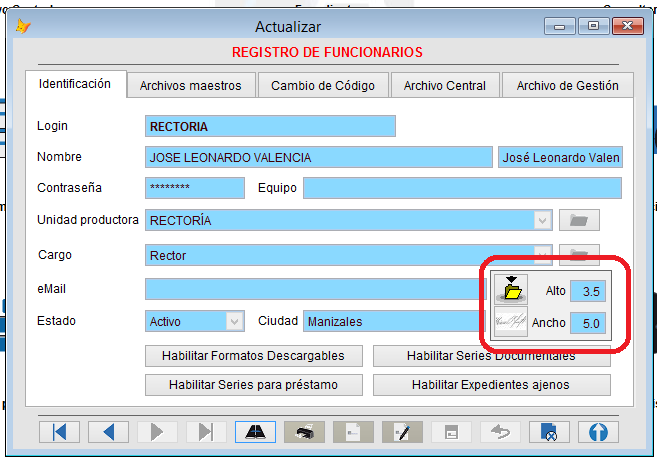 Actualizar
REGISTRO DE FUNCIONARIOS
Identificación Archivos maestros Cambio de Código Archivo Central Archivo de Gestión
Login RECTORIA
Nombre JOSE LEONARDO VALENCIA José Leonardo Valen
Contraseña ******** Equipo
Unidad productora RECTORÍA
Cargo Rector
eMail Alto 3.5
Estado Activo Ciudad Manizales Ancho 5.0
Habilitar Formatos Descargables Habilitar Series Documentales
Habilitar Series para préstamo Habilitar Expedientes ajenos